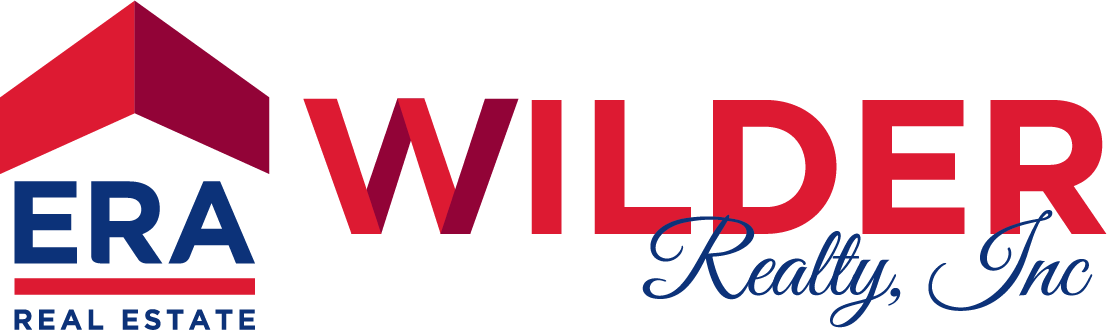 ERA
REAL ESTATE
WILDER
Realty, Inc